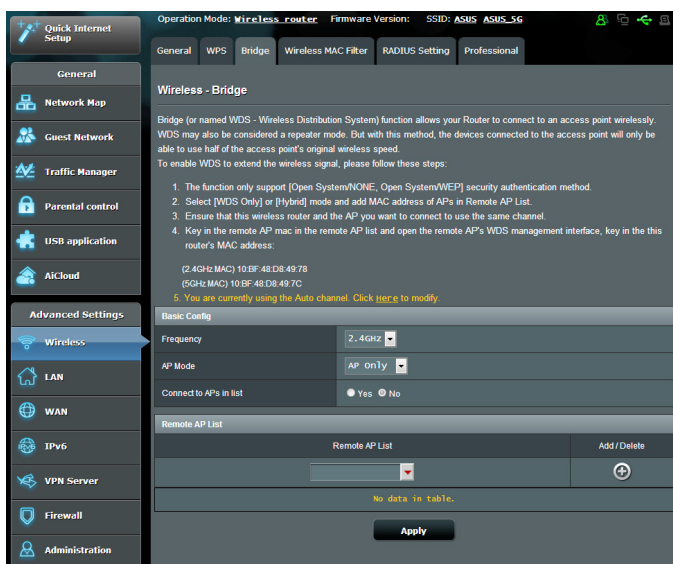 Quick Internet
Setup
Operation Mode: Wireless router Firmware Version: SSID: ASUS ASUS_5G
General WPS Bridge Wireless MAC Filter RADIUS Setting Professional
General
Network Map
Guest Network
Traffic Manager
Parental control
USB application
AiCloud
Advanced Settings
Wireless
LAN
WAN
IPv6
VPN Server
Firewall
Administration
Wireless - Bridge
Bridge (or named WDS - Wireless Distribution System) function allows your Router to connect to an access point wirelessly.
WDS may also be considered a repeater mode. But with this method, the devices connected to the access point will only be
able to use half of the access point's original wireless speed.
To enable WDS to extend the wireless signal, please follow these steps:
1. The function only support [Open System/NONE, Open System/WEP] security authentication method.
2. Select [WDS Only] or [Hybrid] mode and add MAC address of APs in Remote AP List.
3. Ensure that this wireless router and the AP you want to connect to use the same channel.
4. Key in the remote AP mac in the remote AP list and open the remote AP's WDS management interface, key in the this
router's MAC address:
(2.4GHz MAC) 10:BF:48:D8:49:78
(5GHz MAC) 10:BF:48:D8:49:7C
5. You are currently using the Auto channel. Click Here to modify.
Basic Config
Frequency 2.4GHz
AP Mode AP Only
Connect to APs in list Yes No
Remote AP List
Remote AP List Add / Delete
No data in table.
Apply